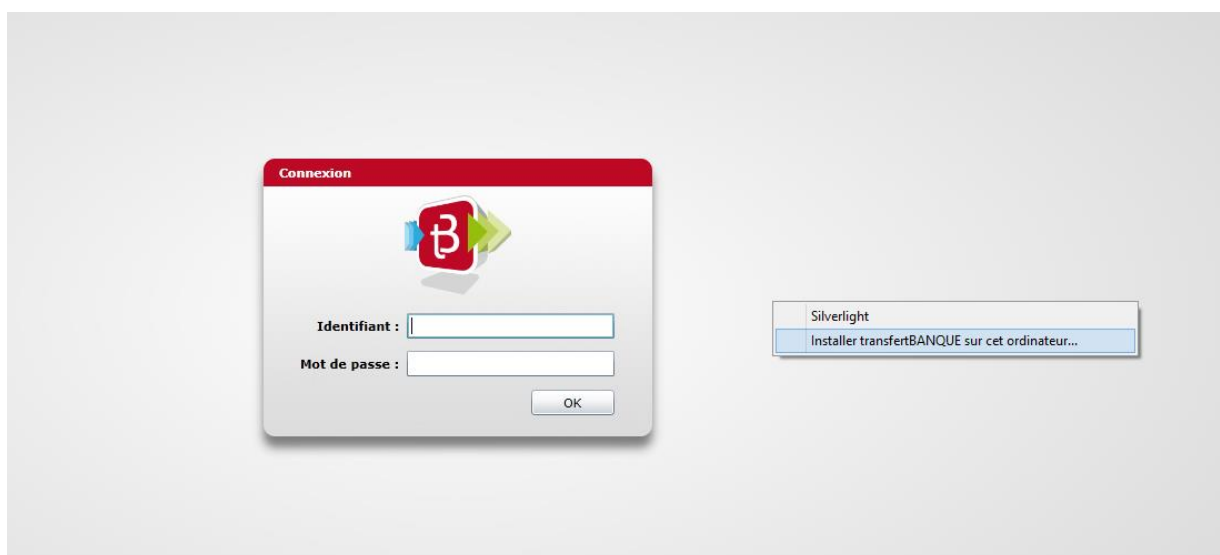 Connexion
Identifiant :
Mot de passe :
OK
Silverlight
Installer transfertBANQUE sur cet ordinateur...